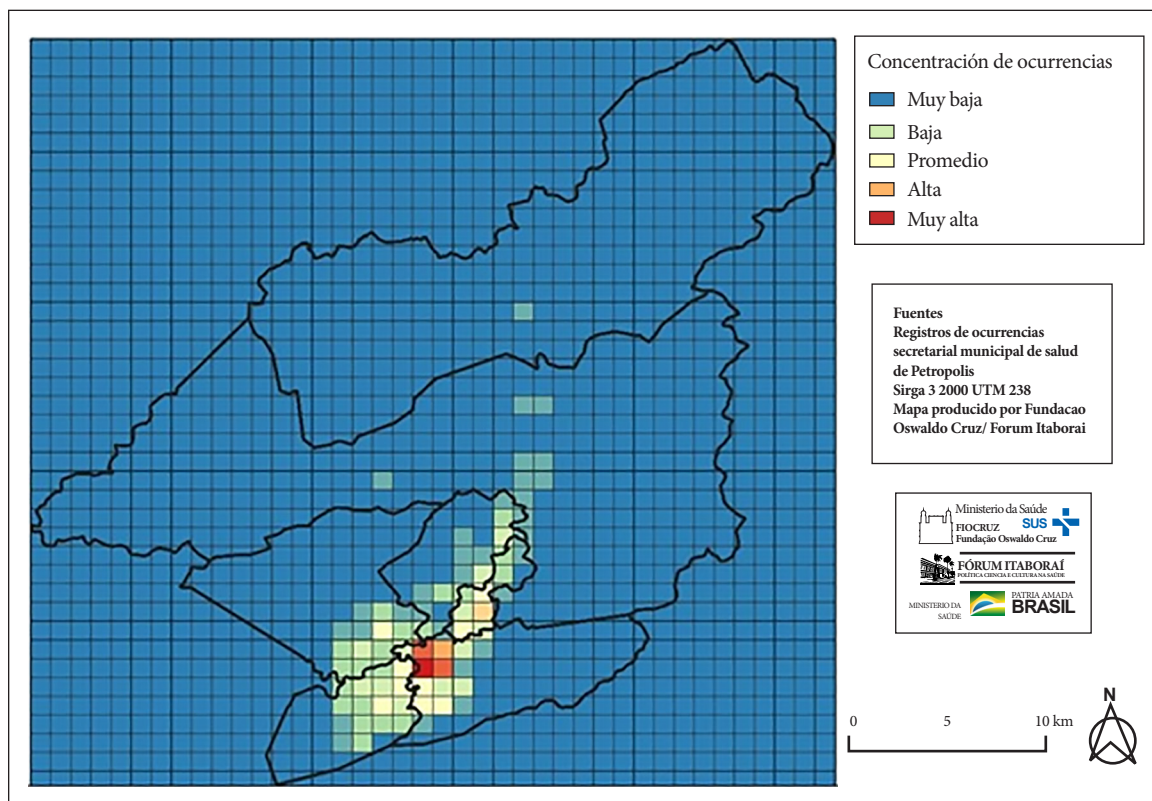 Concentración de ocurrencias
Muy baja
Baja
Promedio
Alta
Muy alta
Fuentes
Registros de ocurrencias
secretarial municipal de salud
de Petropolis
Sirga 3 2000 UTM 238
Mapa producido por Fundacao
Oswaldo Cruz/ Forum Itaborai
Ministerio da Saúde
FIOCRUZ
SUS
Fundação Oswaldo Cruz
FÓRUM ITABORAÍ
POLÍTICA CIENCIA E CULTURA NA SAÚDE
MINISTERIO DA
SAÚDE
PATRIA AMADA
BRASIL
0 5 10 km
N